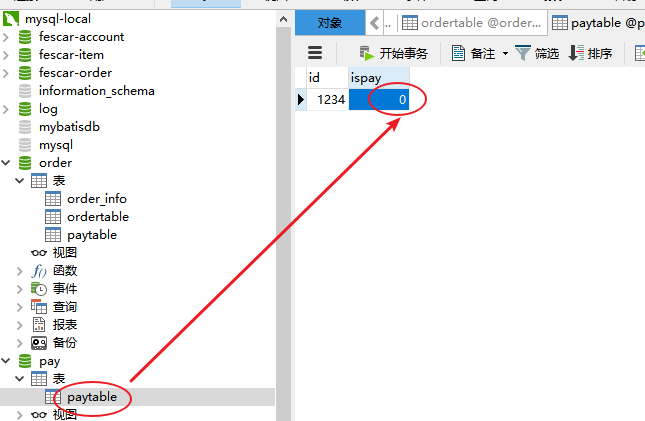 mysql-local
fescar-account
fescar-item
fescar-order
information_schema
log
mybatisdb
mysql
order
表
order_info
ordertable
paytable
视图
f() 函数
事件
查询
报表
备份
pay
表
paytable
视图
对象
.. ordertable @order...
paytable @p
开始事务 备注 筛选 排序
id ispay
1234 0